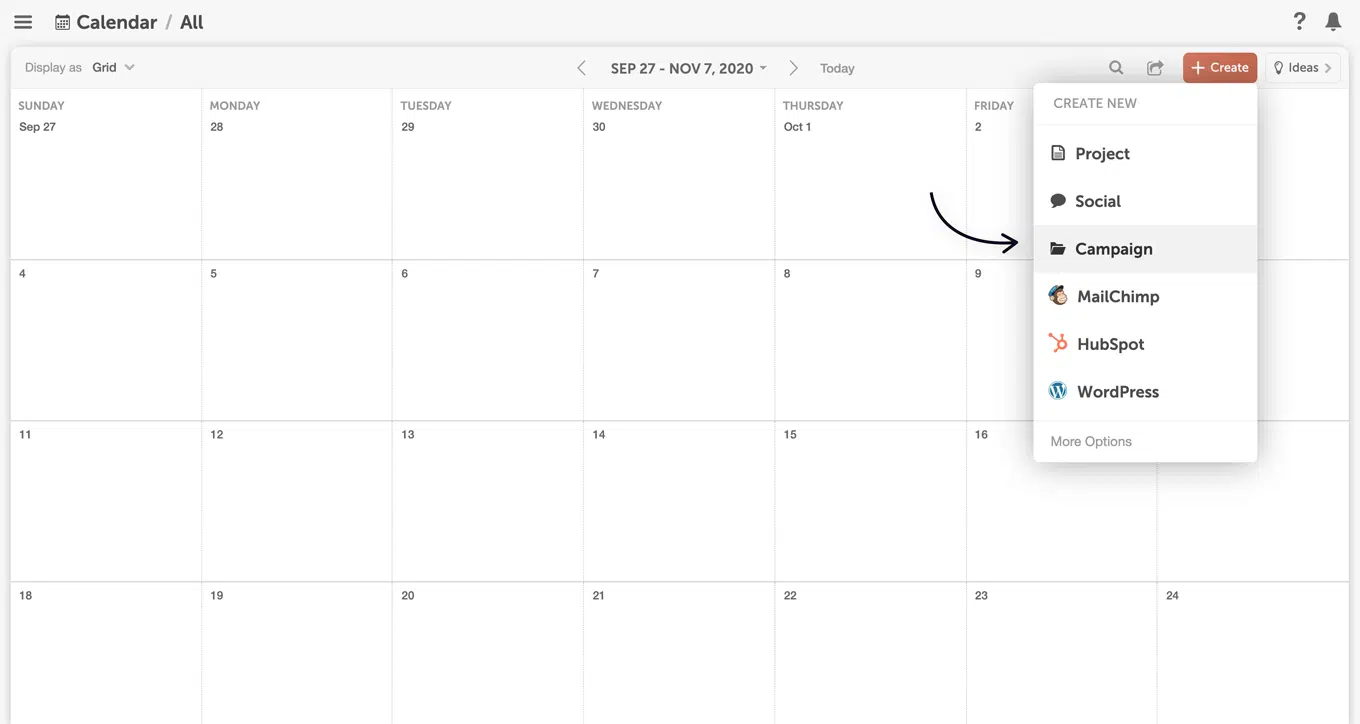 Calendar / All
?
Display as Grid
SEP 27 - NOV 7, 2020
Today
+ Create
Ideas
CREATE NEW
Project
Social
Campaign
MailChimp
HubSpot
WordPress
More Options
SUNDAY MONDAY TUESDAY WEDNESDAY THURSDAY FRIDAY
Sep 27 28 29 30 Oct 1 2
4 5 6 7 8 9
11 12 13 14 15 16
18 19 20 21 22 23 24